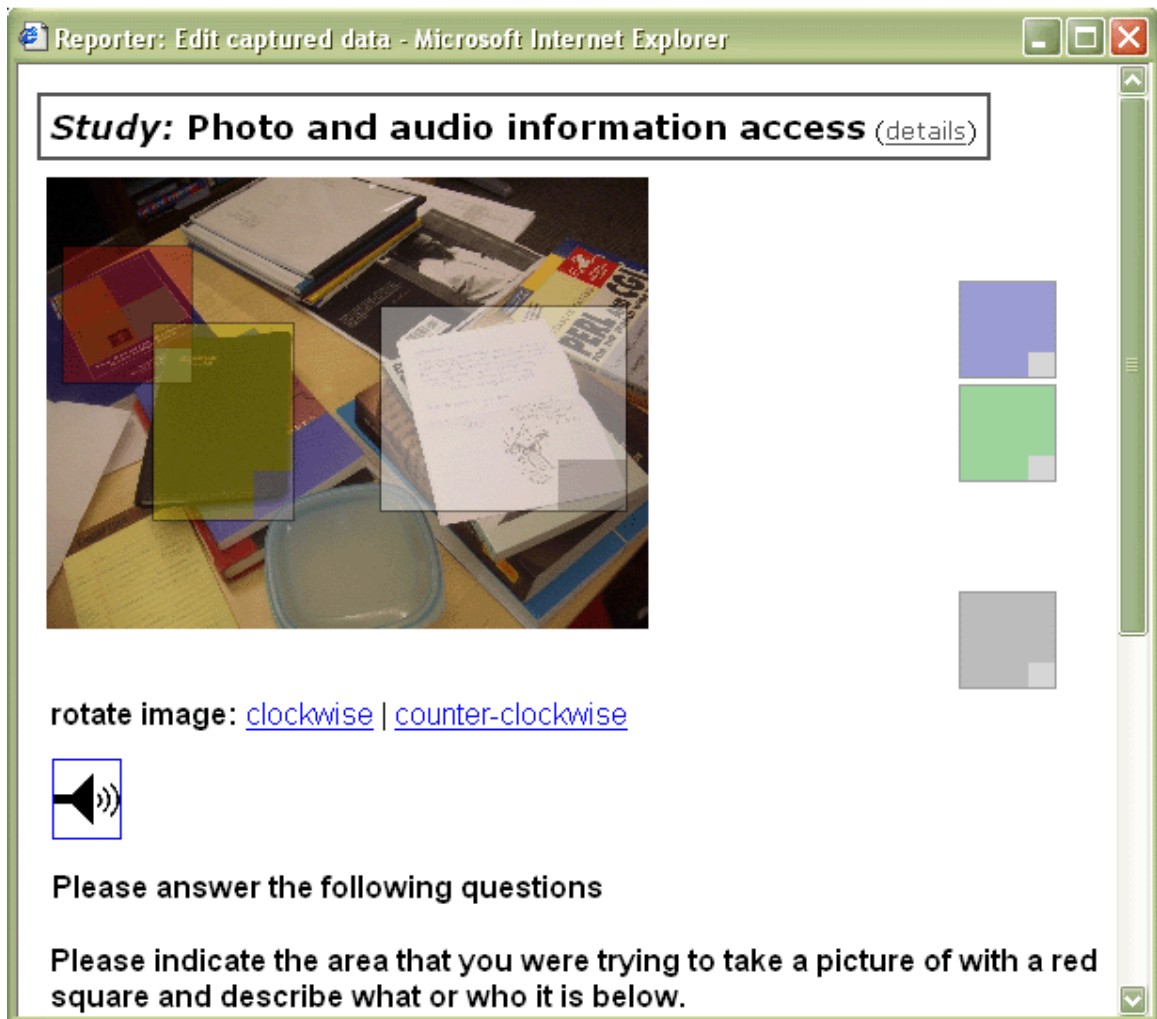 Reporter: Edit captured data - Microsoft Internet Explorer
Study: Photo and audio information access (details)
PERL AND CGI
rotate image: clockwise | counter-clockwise
Please answer the following questions
Please indicate the area that you were trying to take a picture of with a red
square and describe what or who it is below.